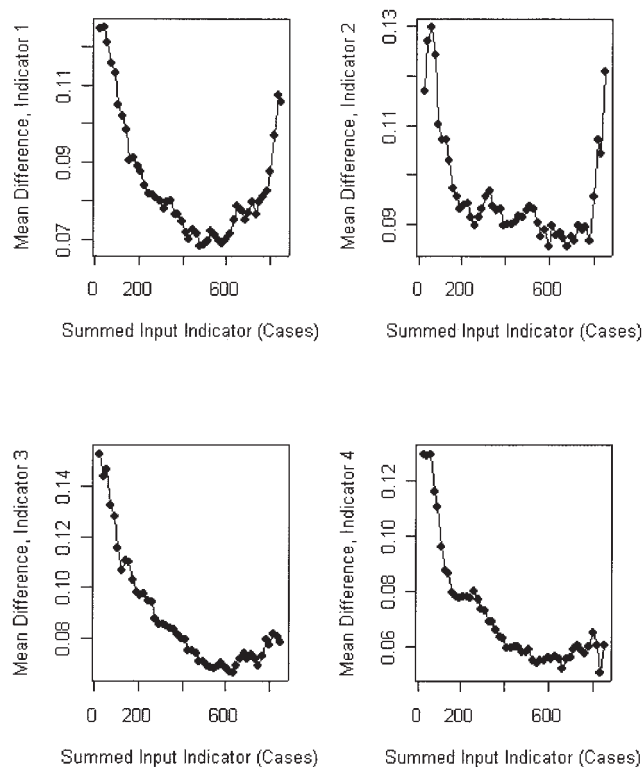 Mean Difference, Indicator 1
0.07 0.09 0.11
0 200 600
Summed Input Indicator (Cases)
Mean Difference, Indicator 2
0.09 0.11 0.13
0 200 600
Summed Input Indicator (Cases)
Mean Difference, Indicator 3
0.08 0.10 0.12 0.14
0 200 600
Summed Input Indicator (Cases)
Mean Difference, Indicator 4
0.06 0.08 0.10 0.12
0 200 600
Summed Input Indicator (Cases)